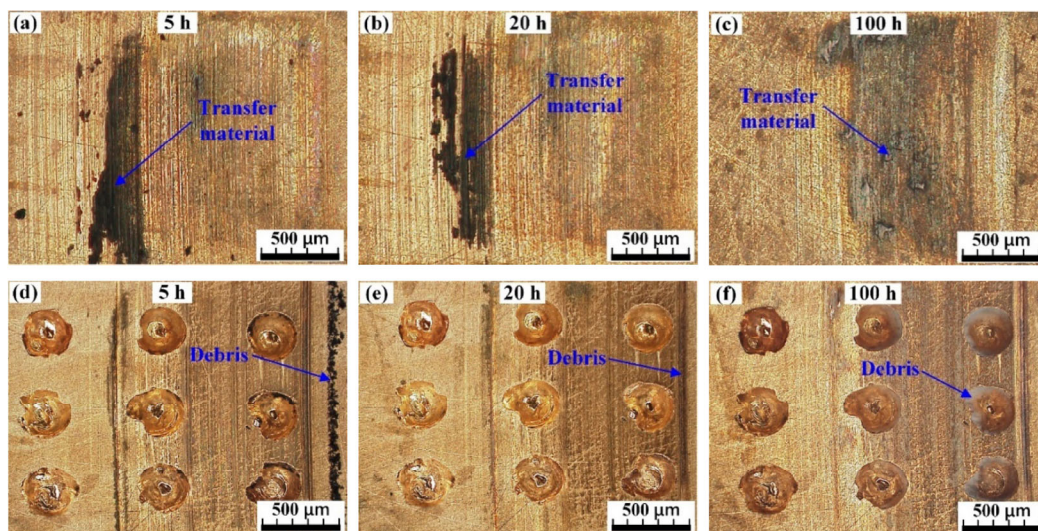 (a) 5 h
Transfer
material
500 μm
(b) 20 h
Transfer
material
500 μm
(c) 100 h
Transfer
material
500 μm
(d) 5 h
Debris
500 μm
(e) 20 h
Debris
500 μm
(f) 100 h
Debris
500 μm